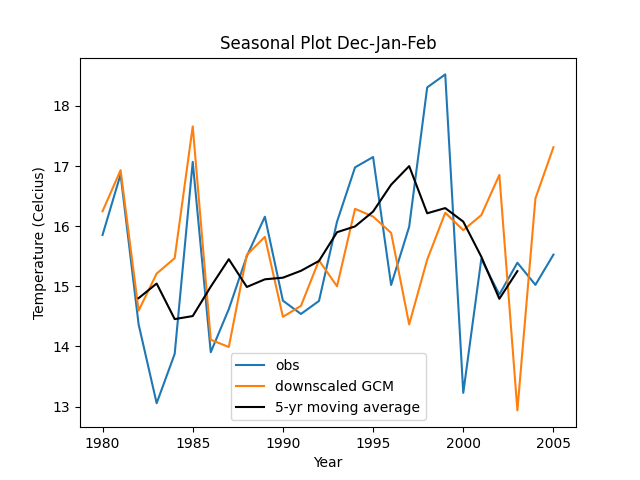 Seasonal Plot Dec-Jan-Feb
Temperature (Celcius)
18
17
16
15
14
13
obs
downscaled GCM
5-yr moving average
1980 1985 1990 1995 2000 2005
Year